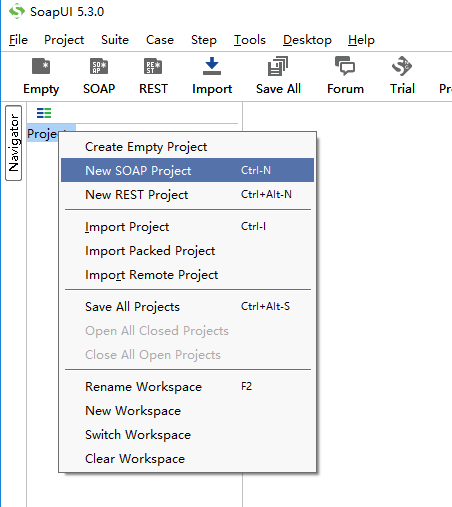 SoapUI 5.3.0
File Project Suite Case Step Tools Desktop Help
Empty SOAP REST Import Save All Forum Trial
Navigator
Projec
Create Empty Project
New SOAP Project Ctrl-N
New REST Project Ctrl+Alt-N
Import Project Ctrl-I
Import Packed Project
Import Remote Project
Save All Projects Ctrl+Alt-S
Open All Closed Projects
Close All Open Projects
Rename Workspace F2
New Workspace
Switch Workspace
Clear Workspace